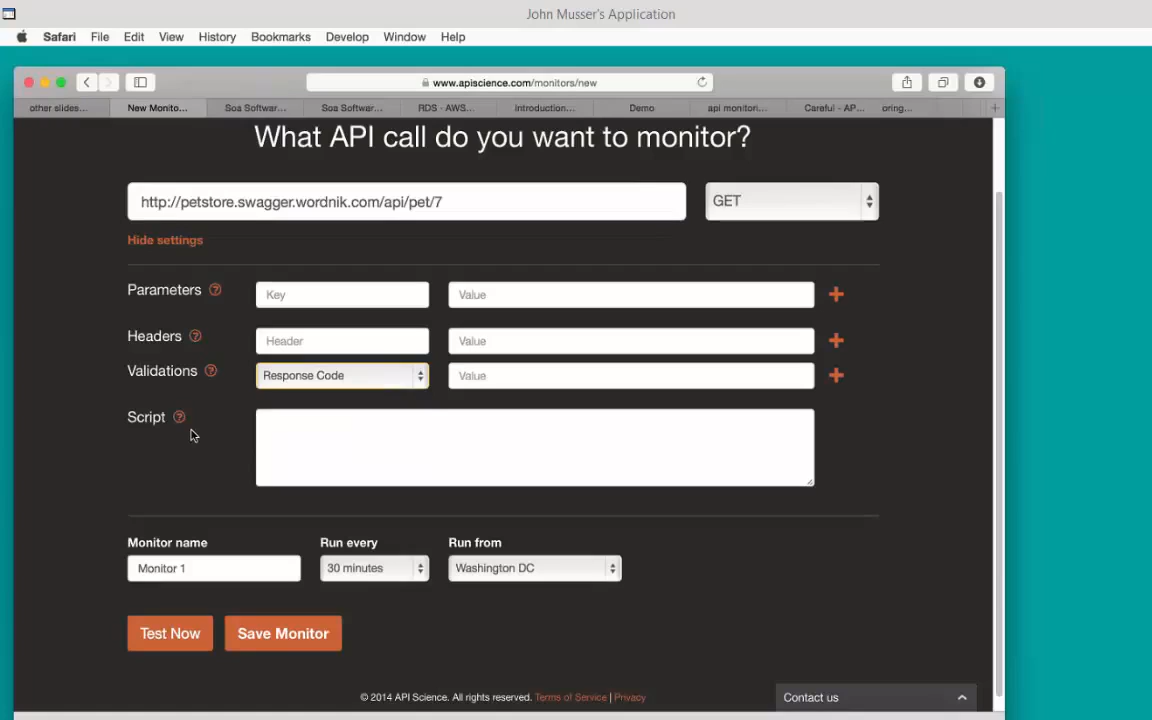 John Musser's Application
Safari File Edit View History Bookmarks Develop Window Help
www.apiscience.com/monitors/new
other slides... New Monito... Soa Softwar... Soa Softwar... RDS - AWS... Introduction... Demo api monitori... Careful - AP... oring... +
What API call do you want to monitor?
http://petstore.swagger.wordnik.com/api/pet/7 GET
Hide settings
Parameters ? Key Value +
Headers ? Header Value +
Validations ? Response Code Value +
Script ?
Monitor name Run every Run from
Monitor 1 30 minutes Washington DC
Test Now Save Monitor
© 2014 API Science. All rights reserved. Terms of Service | Privacy
Contact us